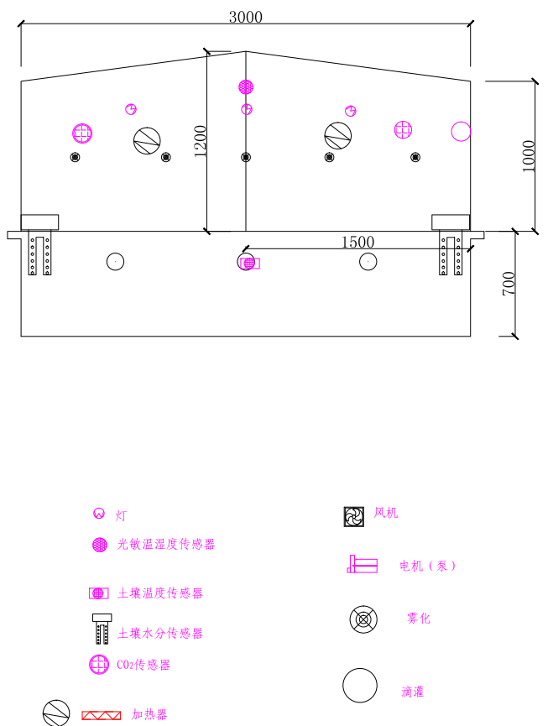 3000
1200
1000
1500
700
灯
风机
光敏温湿度传感器
电机（泵）
土壤温度传感器
雾化
土壤水分传感器
CO₂传感器
滴灌
加热器